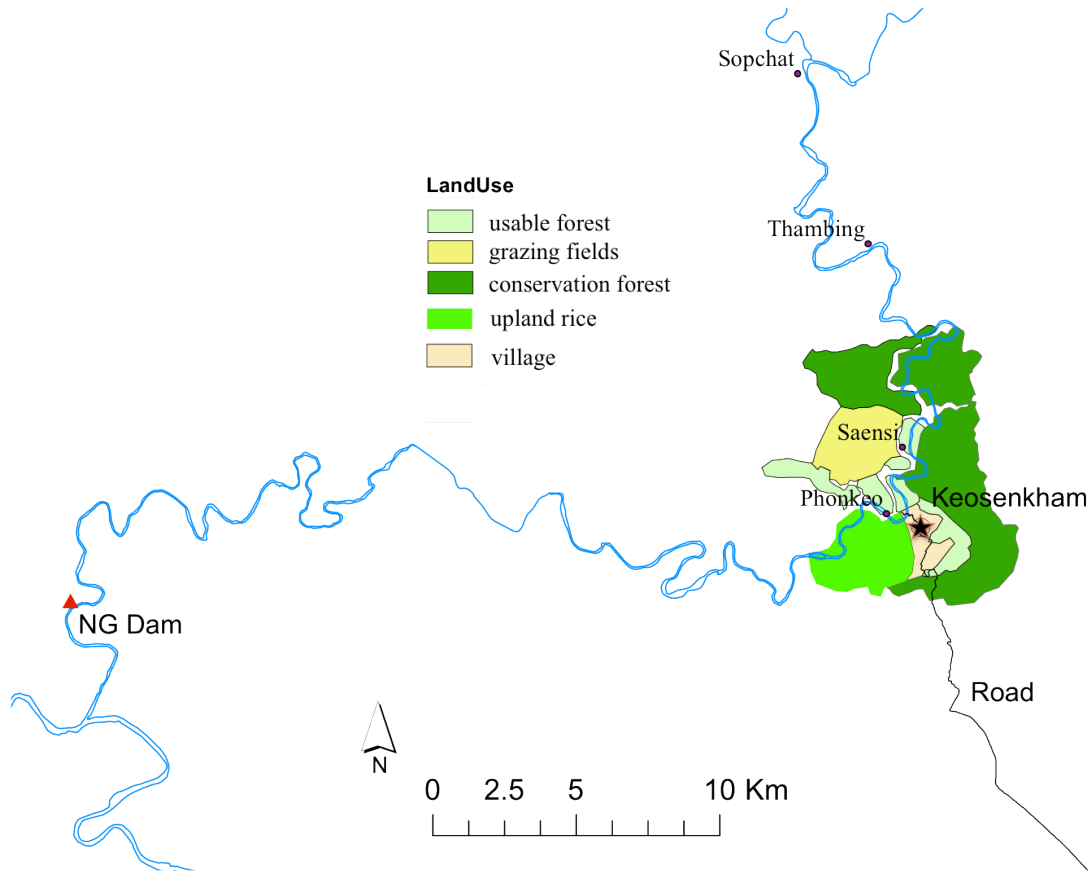 Sopchat
LandUse
usable forest
Thambing
grazing fields
conservation forest
upland rice
village
Saensi
Phonkeo
Keosenkham
NG Dam
Road
N
0 2.5 5 10 Km